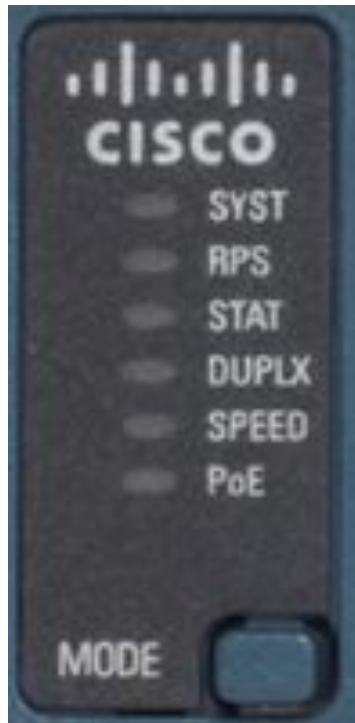 CISCO
SYST
RPS
STAT
DUPLX
SPEED
PoE
MODE